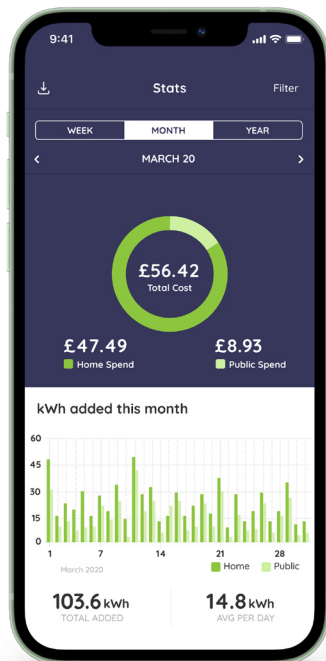 9:41
Stats
Filter
WEEK
MONTH
YEAR
MARCH 20
£56.42
Total Cost
£47.49
£8.93
Home Spend
Public Spend
kWh added this month
60
45
30
15
0
1
7
14
21
28
March 2020
Home
Public
103.6 kWh
14.8 kWh
TOTAL ADDED
AVG PER DAY